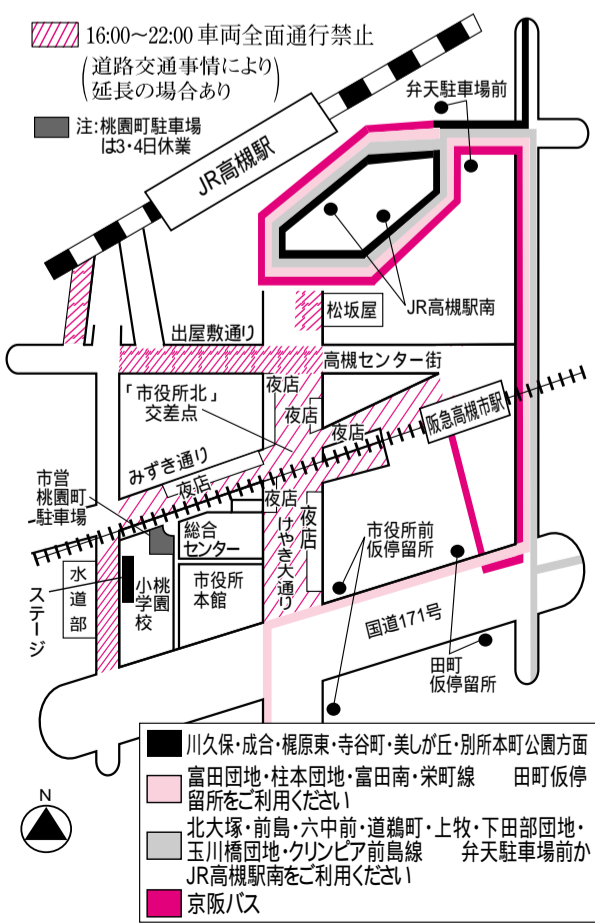 16:00~22:00 車両全面通行禁止
(道路交通事情により
延長の場合あり)
注:桃園町駐車場
は3・4日休業
弁天駐車場前
JR高槻駅
JR高槻駅南
松坂屋
出屋敷通り
高槻センター街
夜店
「市役所北」
交差点
夜店
夜店
阪急高槻市駅
みずき通り
夜店
市営
桃園町
駐車場
夜店
夜店
けやき大通り
総合
センター
市役所前
仮停留所
水道部
ステージ
桃園
小学校
市役所
本館
国道171号
田町
仮停留所
N
川久保・成合・梶原東・寺谷町・美しが丘・別所本町公園方面
富田団地・柱本団地・富田南・栄町線 田町仮停
留所をご利用ください
北大塚・前島・六中前・道鵜町・上牧・下田部団地・
玉川橋団地・クリンピア前島線 弁天駐車場前か
JR高槻駅南をご利用ください
京阪バス